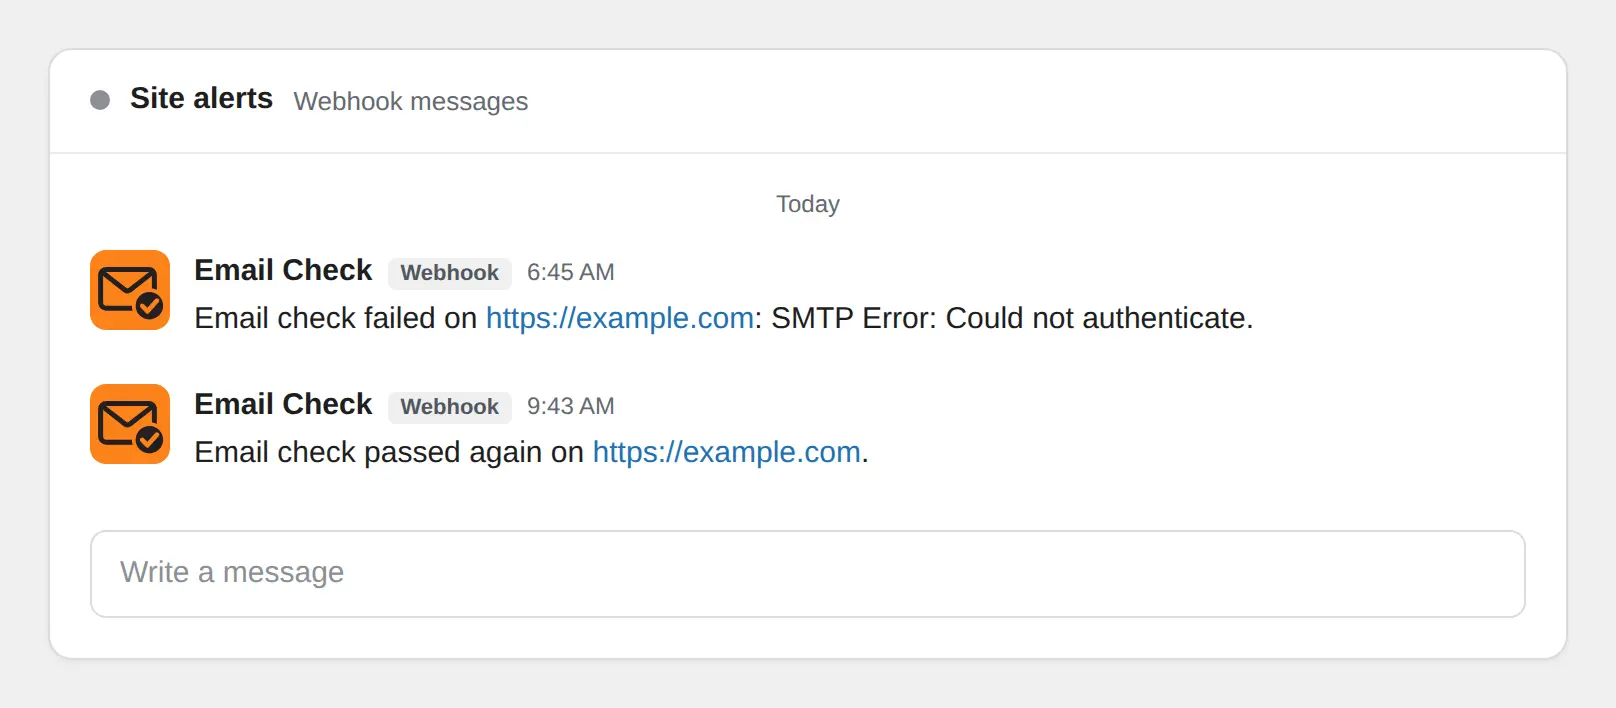 Site alerts Webhook messages
Today
Email Check Webhook 6:45 AM
Email check failed on https://example.com: SMTP Error: Could not authenticate.
Email Check Webhook 9:43 AM
Email check passed again on https://example.com.
Write a message